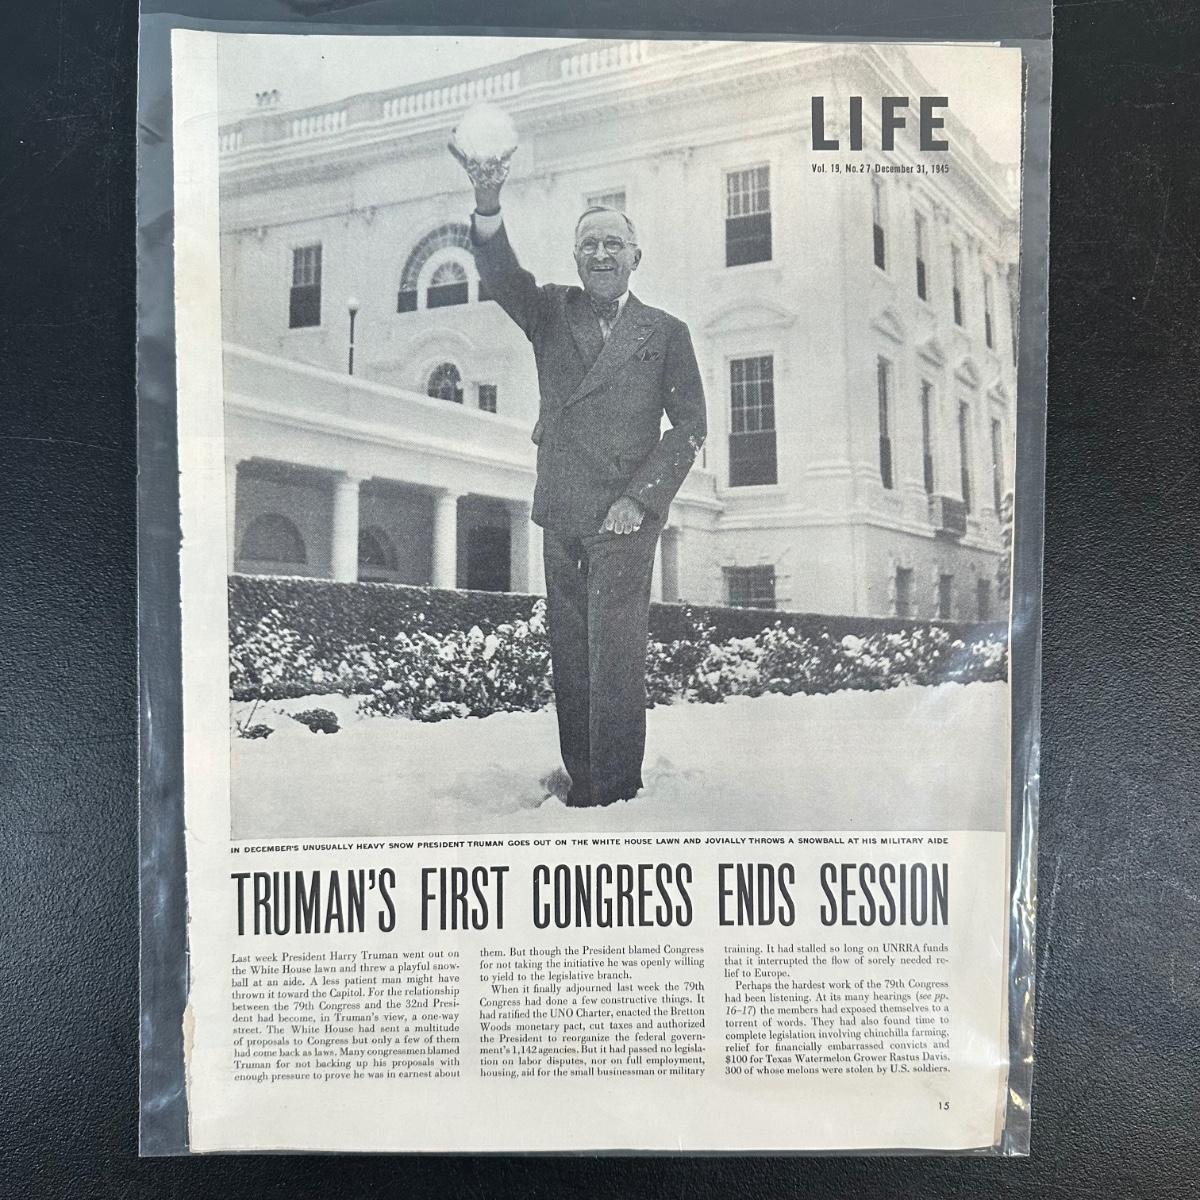 LIFE
Vol. 19, No. 27 December 31, 1945
IN DECEMBER'S UNUSUALLY HEAVY SNOW PRESIDENT TRUMAN GOES OUT ON THE WHITE HOUSE LAWN AND JOVIALLY THROWS A SNOWBALL AT HIS MILITARY AIDE
TRUMAN'S FIRST CONGRESS ENDS SESSION
Last week President Harry Truman went out on
the White House lawn and threw a playful snow-
ball at an aide. A less patient man might have
thrown it toward the Capitol. For the relationship
between the 79th Congress and the 32nd Presi-
dent had become, in Truman's view, a one-way
street. The White House had sent a multitude
of proposals to Congress but only a few of them
had come back as laws. Many congressmen blamed
Truman for not backing up his proposals with
enough pressure to prove he was in earnest about
them. But though the President blamed Congress
for not taking the initiative he was openly willing
to yield to the legislative branch.
When it finally adjourned last week the 79th
Congress had done a few constructive things. It
had ratified the UNO Charter, enacted the Bretton
Woods monetary pact, cut taxes and authorized
the President to reorganize the federal govern-
ment's 1,142 agencies. But it had passed no legisla-
tion on labor disputes, nor on full employment,
housing, aid for the small businessman or military
training. It had stalled so long on UNRRA funds
that it interrupted the flow of sorely needed re-
lief to Europe.
Perhaps the hardest work of the 79th Congress
had been listening. At its many hearings (see pp.
16-17) the members had exposed themselves to a
torrent of words. They had also found time to
complete legislation involving chinchilla farming,
relief for financially embarrassed convicts and
$100 for Texas Watermelon Grower Rastus Davis,
300 of whose melons were stolen by U.S. soldiers.
15